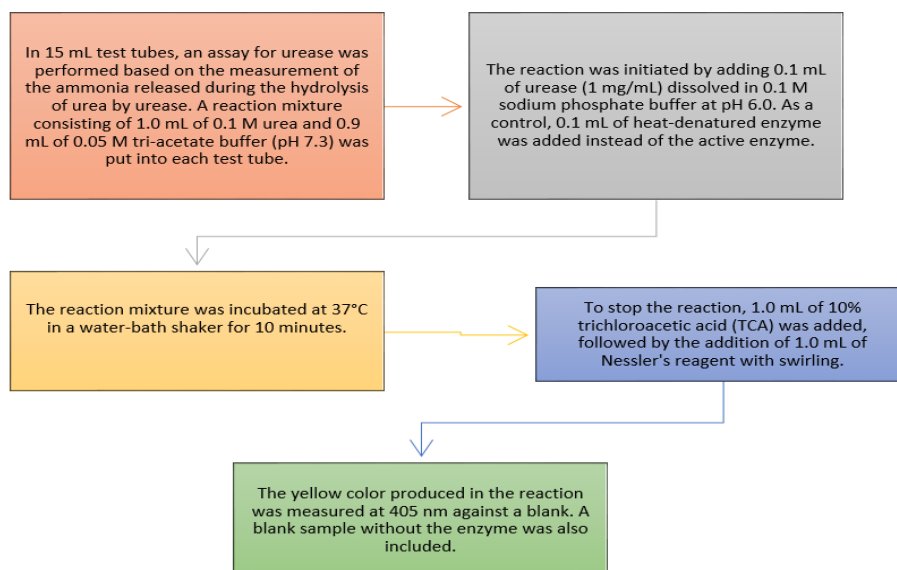 In 15 mL test tubes, an assay for urease was
performed based on the measurement of
the ammonia released during the hydrolysis
of urea by urease. A reaction mixture
consisting of 1.0 mL of 0.1 M urea and 0.9
mL of 0.05 M tri-acetate buffer (pH 7.3) was
put into each test tube.
The reaction was initiated by adding 0.1 mL
of urease (1 mg/mL) dissolved in 0.1 M
sodium phosphate buffer at pH 6.0. As a
control, 0.1 mL of heat-denatured enzyme
was added instead of the active enzyme.
The reaction mixture was incubated at 37°C
in a water-bath shaker for 10 minutes.
To stop the reaction, 1.0 mL of 10%
trichloroacetic acid (TCA) was added,
followed by the addition of 1.0 mL of
Nessler's reagent with swirling.
The yellow color produced in the reaction
was measured at 405 nm against a blank. A
blank sample without the enzyme was also
included.